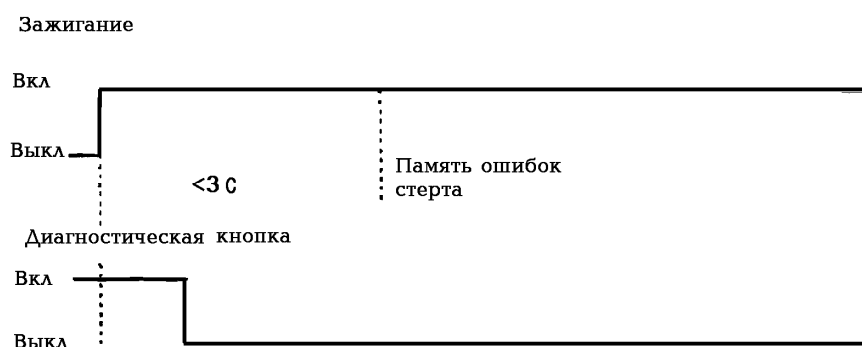 Зажигание
Вкл
Выкл
<3 с
Память ошибок
стерта
Диагностическая кнопка
Вкл
Выкл